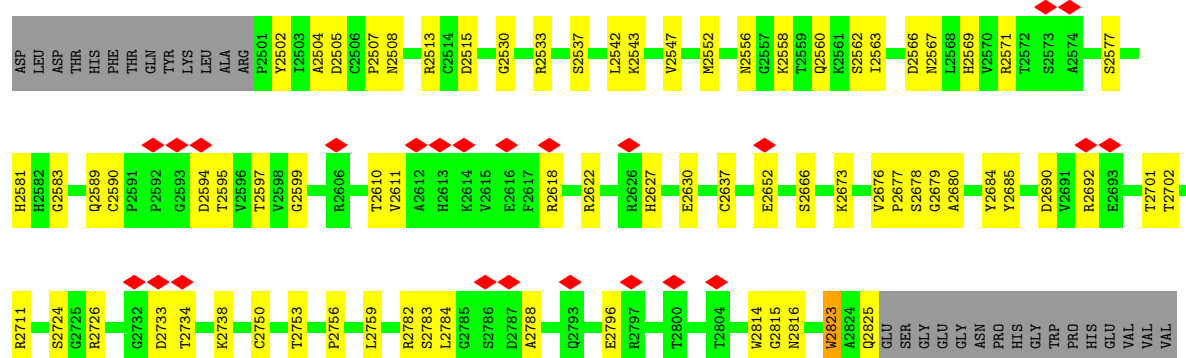 ASP LEU ASP THR HIS PHE THR GLN TYR LYS LEU ALA ARG P2501 Y2502 I2503 A2504 D2505 C2506 P2507 N2508 R2513 C2514 D2515 G2530 R2533 S2537 L2542 K2543 V2547 M2552 N2556 G2557 K2558 T2559 Q2560 K2561 S2562 I2563 D2566 N2567 L2568 H2569 V2570 R2571 T2572 S2573 A2574 S2577
H2581 H2582 G2583 Q2589 C2590 P2591 P2592 G2593 D2594 T2595 V2596 T2597 V2598 G2599 R2606 T2610 V2611 A2612 H2613 K2614 V2615 E2616 F2617 R2618 R2622 R2626 H2627 E2630 C2637 E2652 S2666 K2673 V2676 P2677 S2678 G2679 A2680 Y2684 Y2685 D2690 V2691 R2692 E2693 T2701 T2702
R2711 S2724 G2725 R2726 G2732 D2733 T2734 K2738 C2750 T2753 P2756 L2759 R2782 S2783 L2784 G2785 S2786 D2787 A2788 Q2793 E2796 R2797 T2800 T2804 W2814 G2815 N2816 W2823 A2824 Q2825 GLU SER GLY GLU GLY ASN PRO HIS GLY TRP PRO HIS GLU VAL VAL VAL